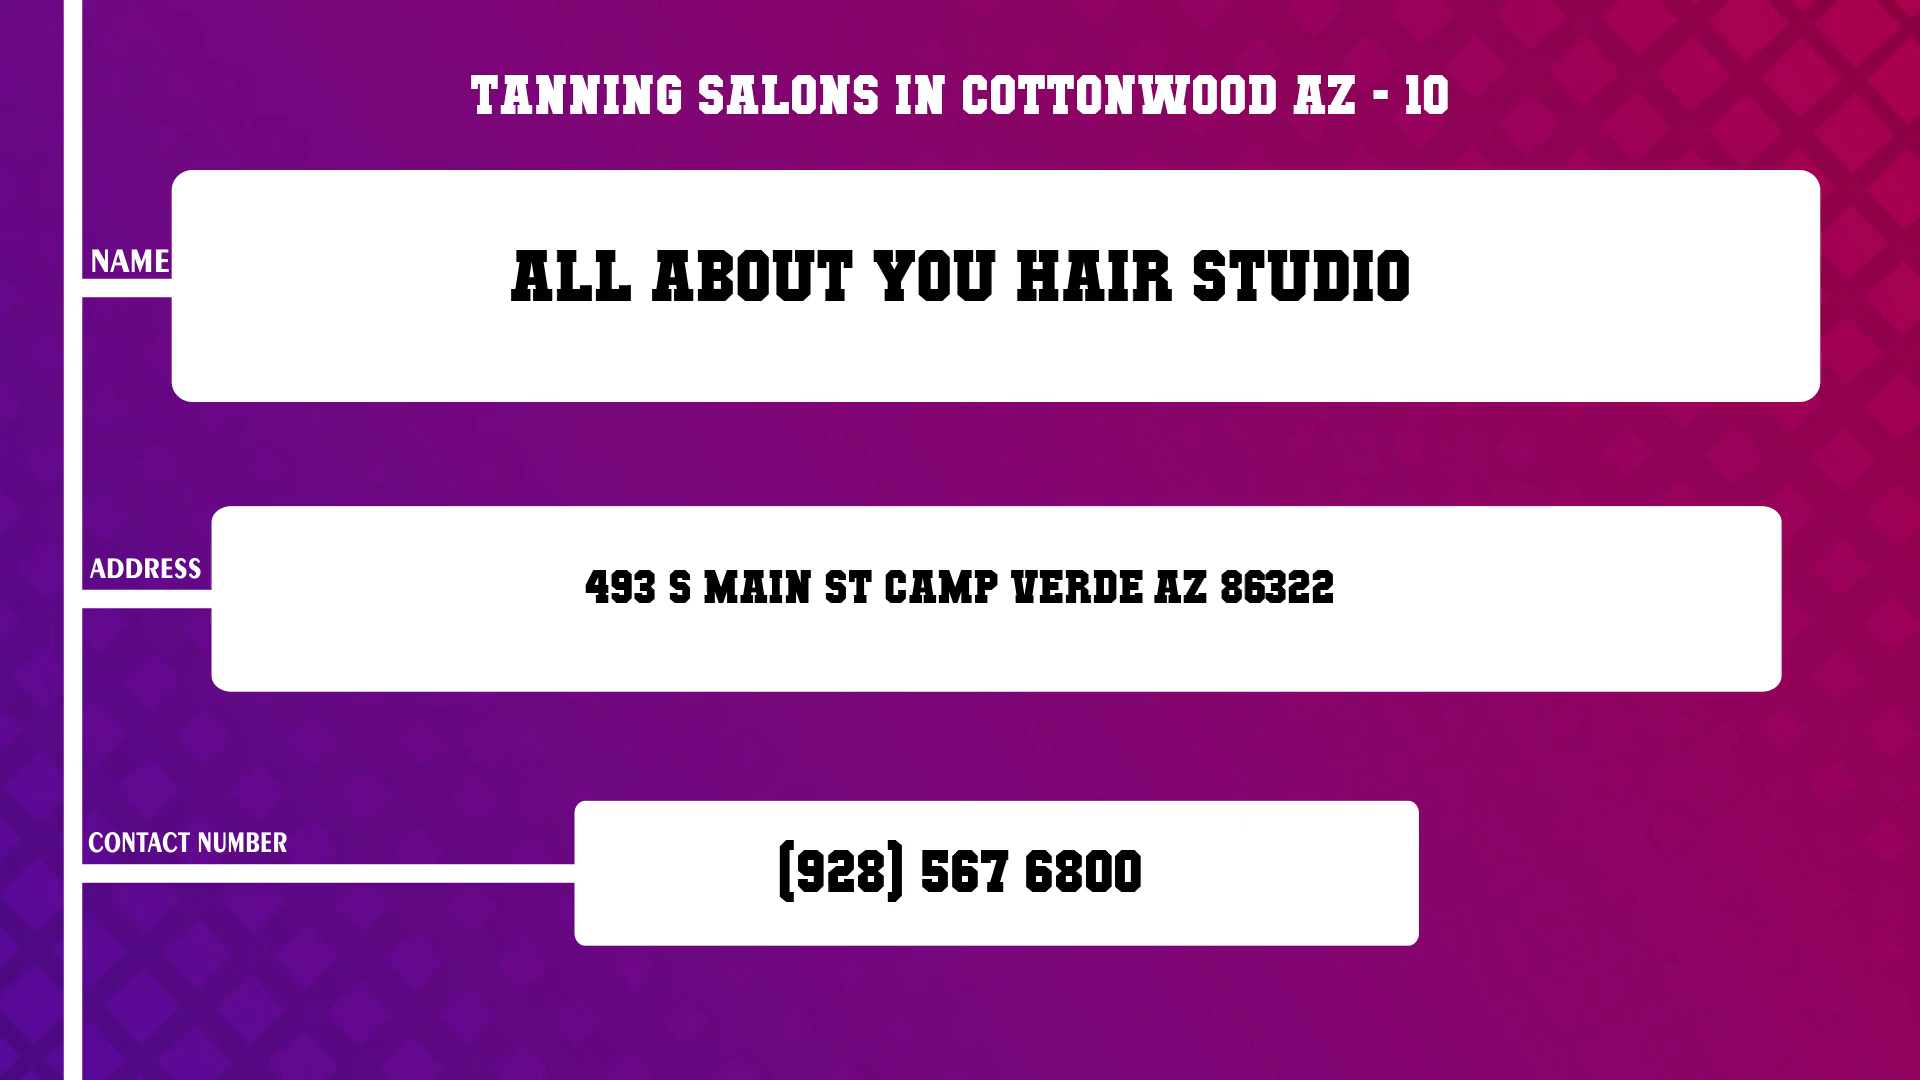 TANNING SALONS IN COTTONWOOD AZ - 10
NAME
ALL ABOUT YOU HAIR STUDIO
ADDRESS
493 S MAIN ST CAMP VERDE AZ 86322
CONTACT NUMBER
(928) 567 6800